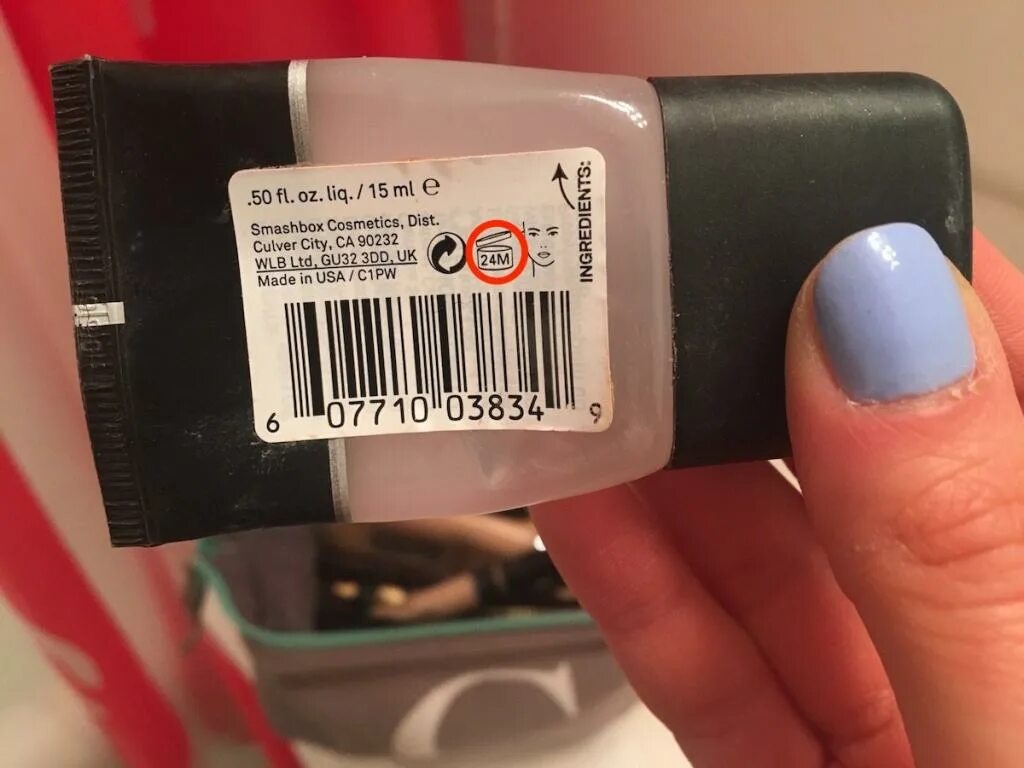 .50 fl. oz. liq. / 15 ml ℮
Smashbox Cosmetics, Dist.
Culver City, CA 90232
WLB Ltd, GU32 3DD, UK
Made in USA / C1PW
24M
INGREDIENTS:
6 07710 03834 9
C